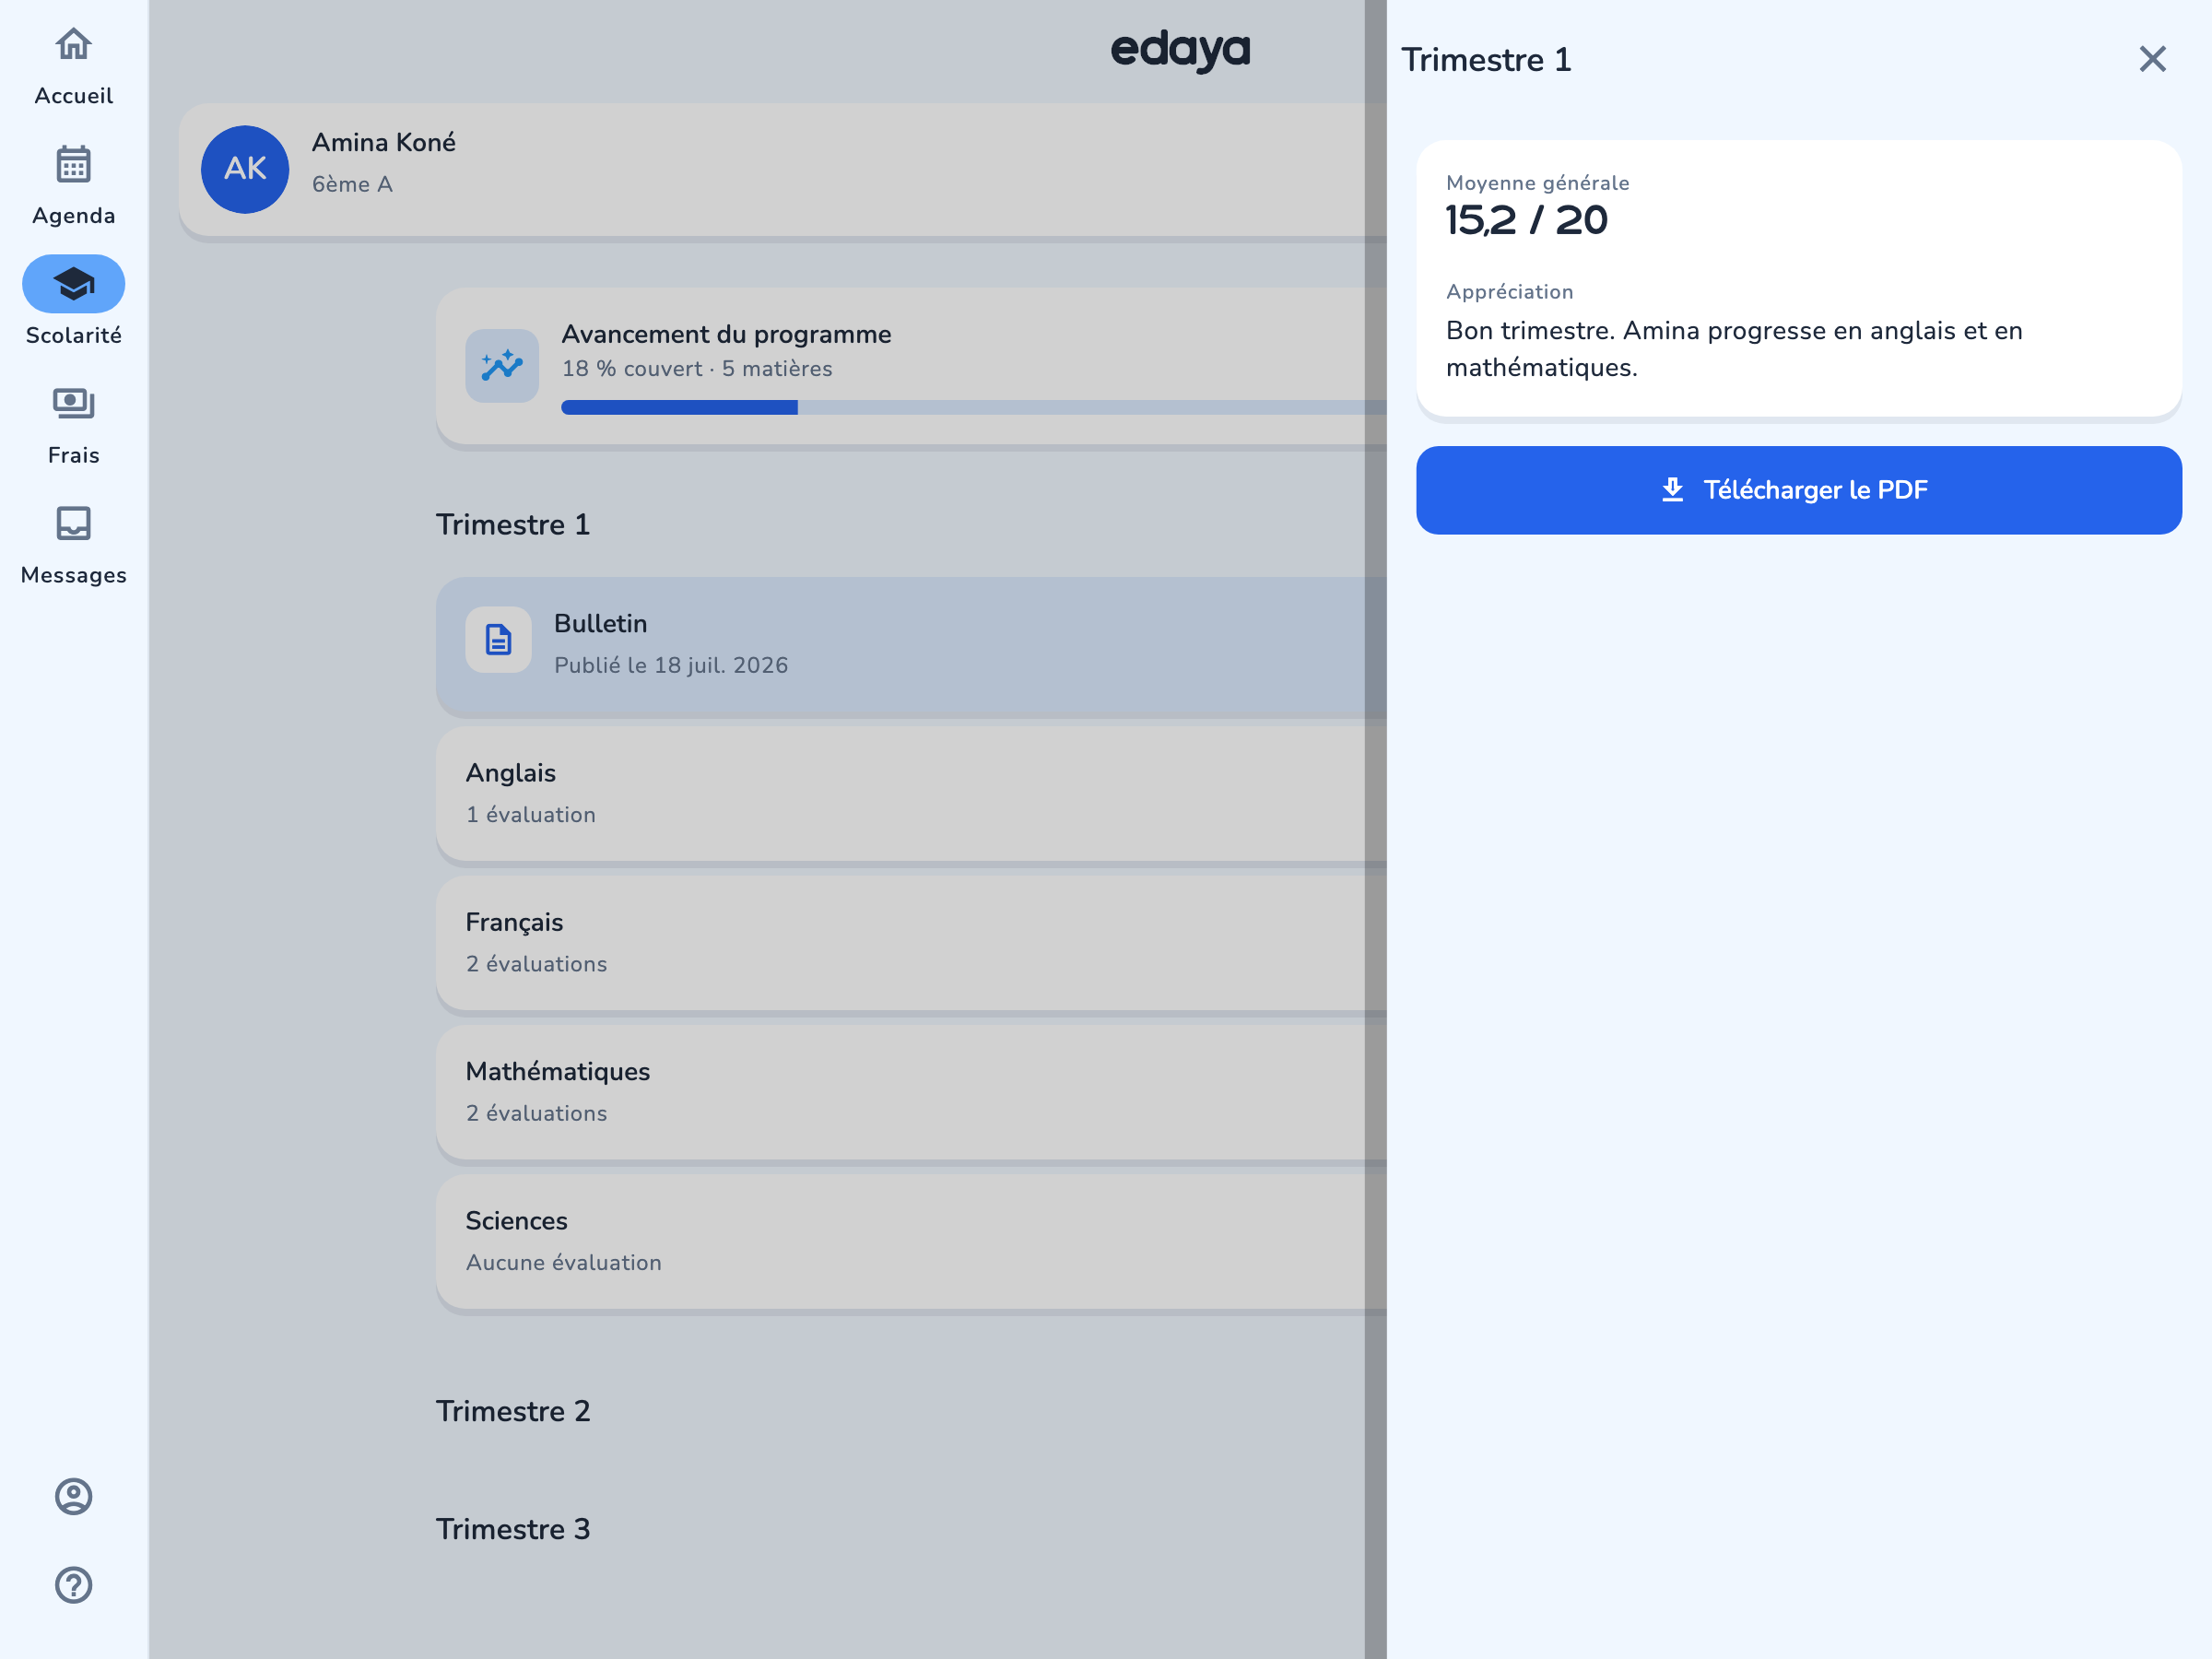 Accueil
Agenda
Scolarité
Frais
Messages
edaya
AK
Amina Koné
6ème A
Avancement du programme
18 % couvert · 5 matières
Trimestre 1
Bulletin
Publié le 18 juil. 2026
Anglais
1 évaluation
Français
2 évaluations
Mathématiques
2 évaluations
Sciences
Aucune évaluation
Trimestre 2
Trimestre 3
Trimestre 1
Moyenne générale
15,2 / 20
Appréciation
Bon trimestre. Amina progresse en anglais et en
mathématiques.
Télécharger le PDF